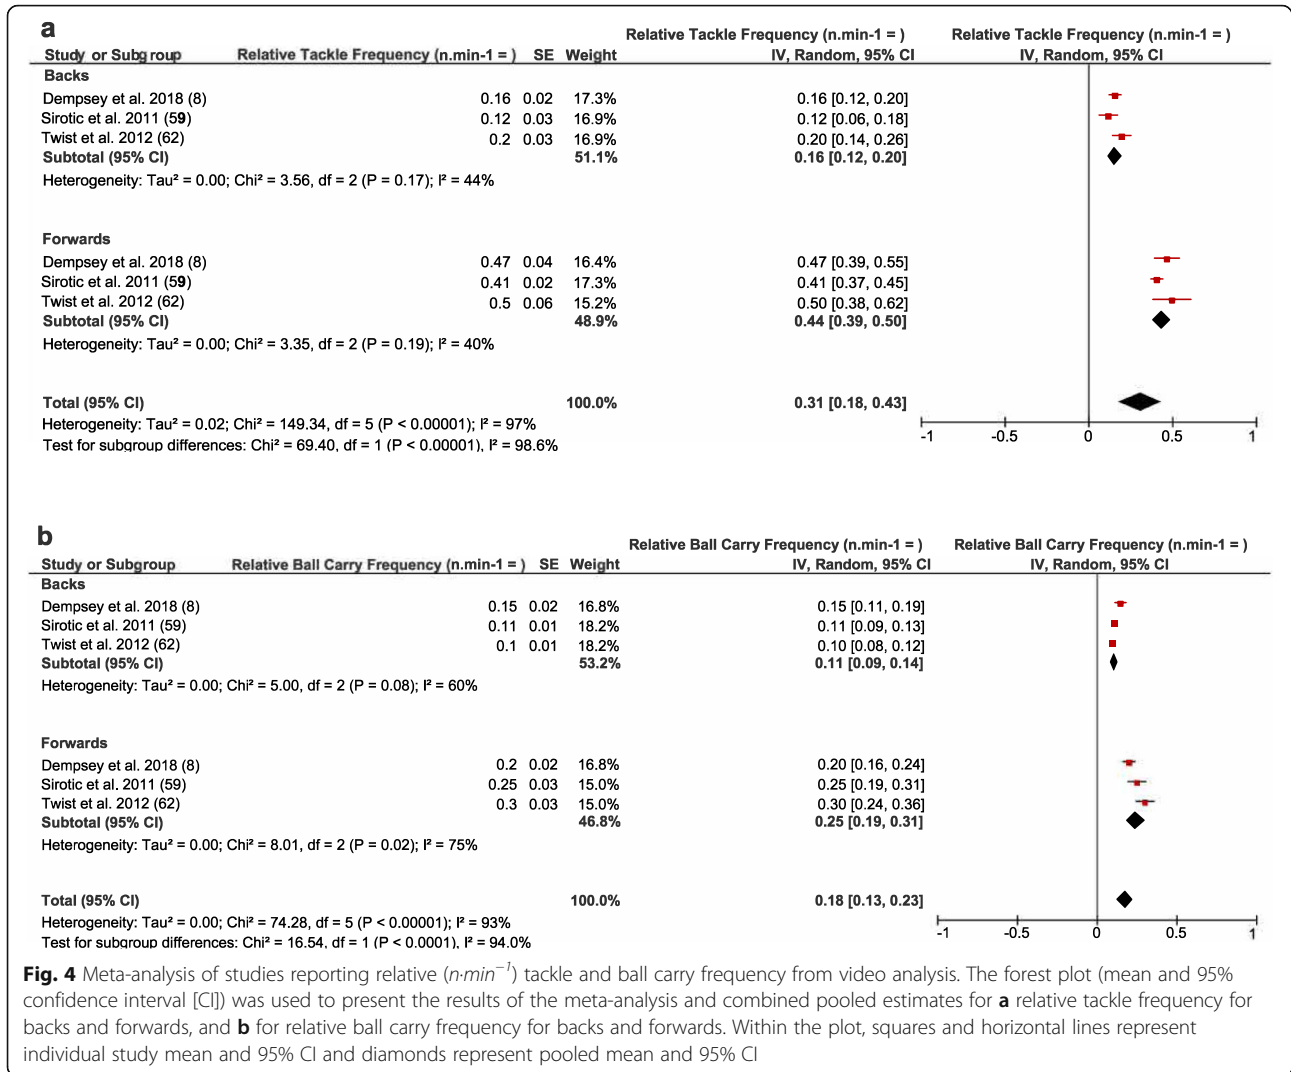 a
Relative Tackle Frequency (n.min-1 = ) Relative Tackle Frequency (n.min-1 = )
Study or Subgroup Relative Tackle Frequency (n.min-1 = ) SE Weight IV, Random, 95% CI IV, Random, 95% CI
Backs
Dempsey et al. 2018 (8) 0.16 0.02 17.3% 0.16 [0.12, 0.20]
Sirotic et al. 2011 (59) 0.12 0.03 16.9% 0.12 [0.06, 0.18]
Twist et al. 2012 (62) 0.2 0.03 16.9% 0.20 [0.14, 0.26]
Subtotal (95% CI) 51.1% 0.16 [0.12, 0.20]
Heterogeneity: Tau² = 0.00; Chi² = 3.56, df = 2 (P = 0.17); I² = 44%
Forwards
Dempsey et al. 2018 (8) 0.47 0.04 16.4% 0.47 [0.39, 0.55]
Sirotic et al. 2011 (59) 0.41 0.02 17.3% 0.41 [0.37, 0.45]
Twist et al. 2012 (62) 0.5 0.06 15.2% 0.50 [0.38, 0.62]
Subtotal (95% CI) 48.9% 0.44 [0.39, 0.50]
Heterogeneity: Tau² = 0.00; Chi² = 3.35, df = 2 (P = 0.19); I² = 40%
Total (95% CI) 100.0% 0.31 [0.18, 0.43]
Heterogeneity: Tau² = 0.02; Chi² = 149.34, df = 5 (P < 0.00001); I² = 97%
Test for subgroup differences: Chi² = 69.40, df = 1 (P < 0.00001), I² = 98.6%
-1 -0.5 0 0.5 1
b
Relative Ball Carry Frequency (n.min-1 = ) Relative Ball Carry Frequency (n.min-1 = )
Study or Subgroup Relative Ball Carry Frequency (n.min-1 = ) SE Weight IV, Random, 95% CI IV, Random, 95% CI
Backs
Dempsey et al. 2018 (8) 0.15 0.02 16.8% 0.15 [0.11, 0.19]
Sirotic et al. 2011 (59) 0.11 0.01 18.2% 0.11 [0.09, 0.13]
Twist et al. 2012 (62) 0.1 0.01 18.2% 0.10 [0.08, 0.12]
Subtotal (95% CI) 53.2% 0.11 [0.09, 0.14]
Heterogeneity: Tau² = 0.00; Chi² = 5.00, df = 2 (P = 0.08); I² = 60%
Forwards
Dempsey et al. 2018 (8) 0.2 0.02 16.8% 0.20 [0.16, 0.24]
Sirotic et al. 2011 (59) 0.25 0.03 15.0% 0.25 [0.19, 0.31]
Twist et al. 2012 (62) 0.3 0.03 15.0% 0.30 [0.24, 0.36]
Subtotal (95% CI) 46.8% 0.25 [0.19, 0.31]
Heterogeneity: Tau² = 0.00; Chi² = 8.01, df = 2 (P = 0.02); I² = 75%
Total (95% CI) 100.0% 0.18 [0.13, 0.23]
Heterogeneity: Tau² = 0.00; Chi² = 74.28, df = 5 (P < 0.00001); I² = 93%
Test for subgroup differences: Chi² = 16.54, df = 1 (P < 0.0001), I² = 94.0%
-1 -0.5 0 0.5 1
Fig. 4 Meta-analysis of studies reporting relative (n·min⁻¹) tackle and ball carry frequency from video analysis. The forest plot (mean and 95%
confidence interval [CI]) was used to present the results of the meta-analysis and combined pooled estimates for a relative tackle frequency for
backs and forwards, and b for relative ball carry frequency for backs and forwards. Within the plot, squares and horizontal lines represent
individual study mean and 95% CI and diamonds represent pooled mean and 95% CI